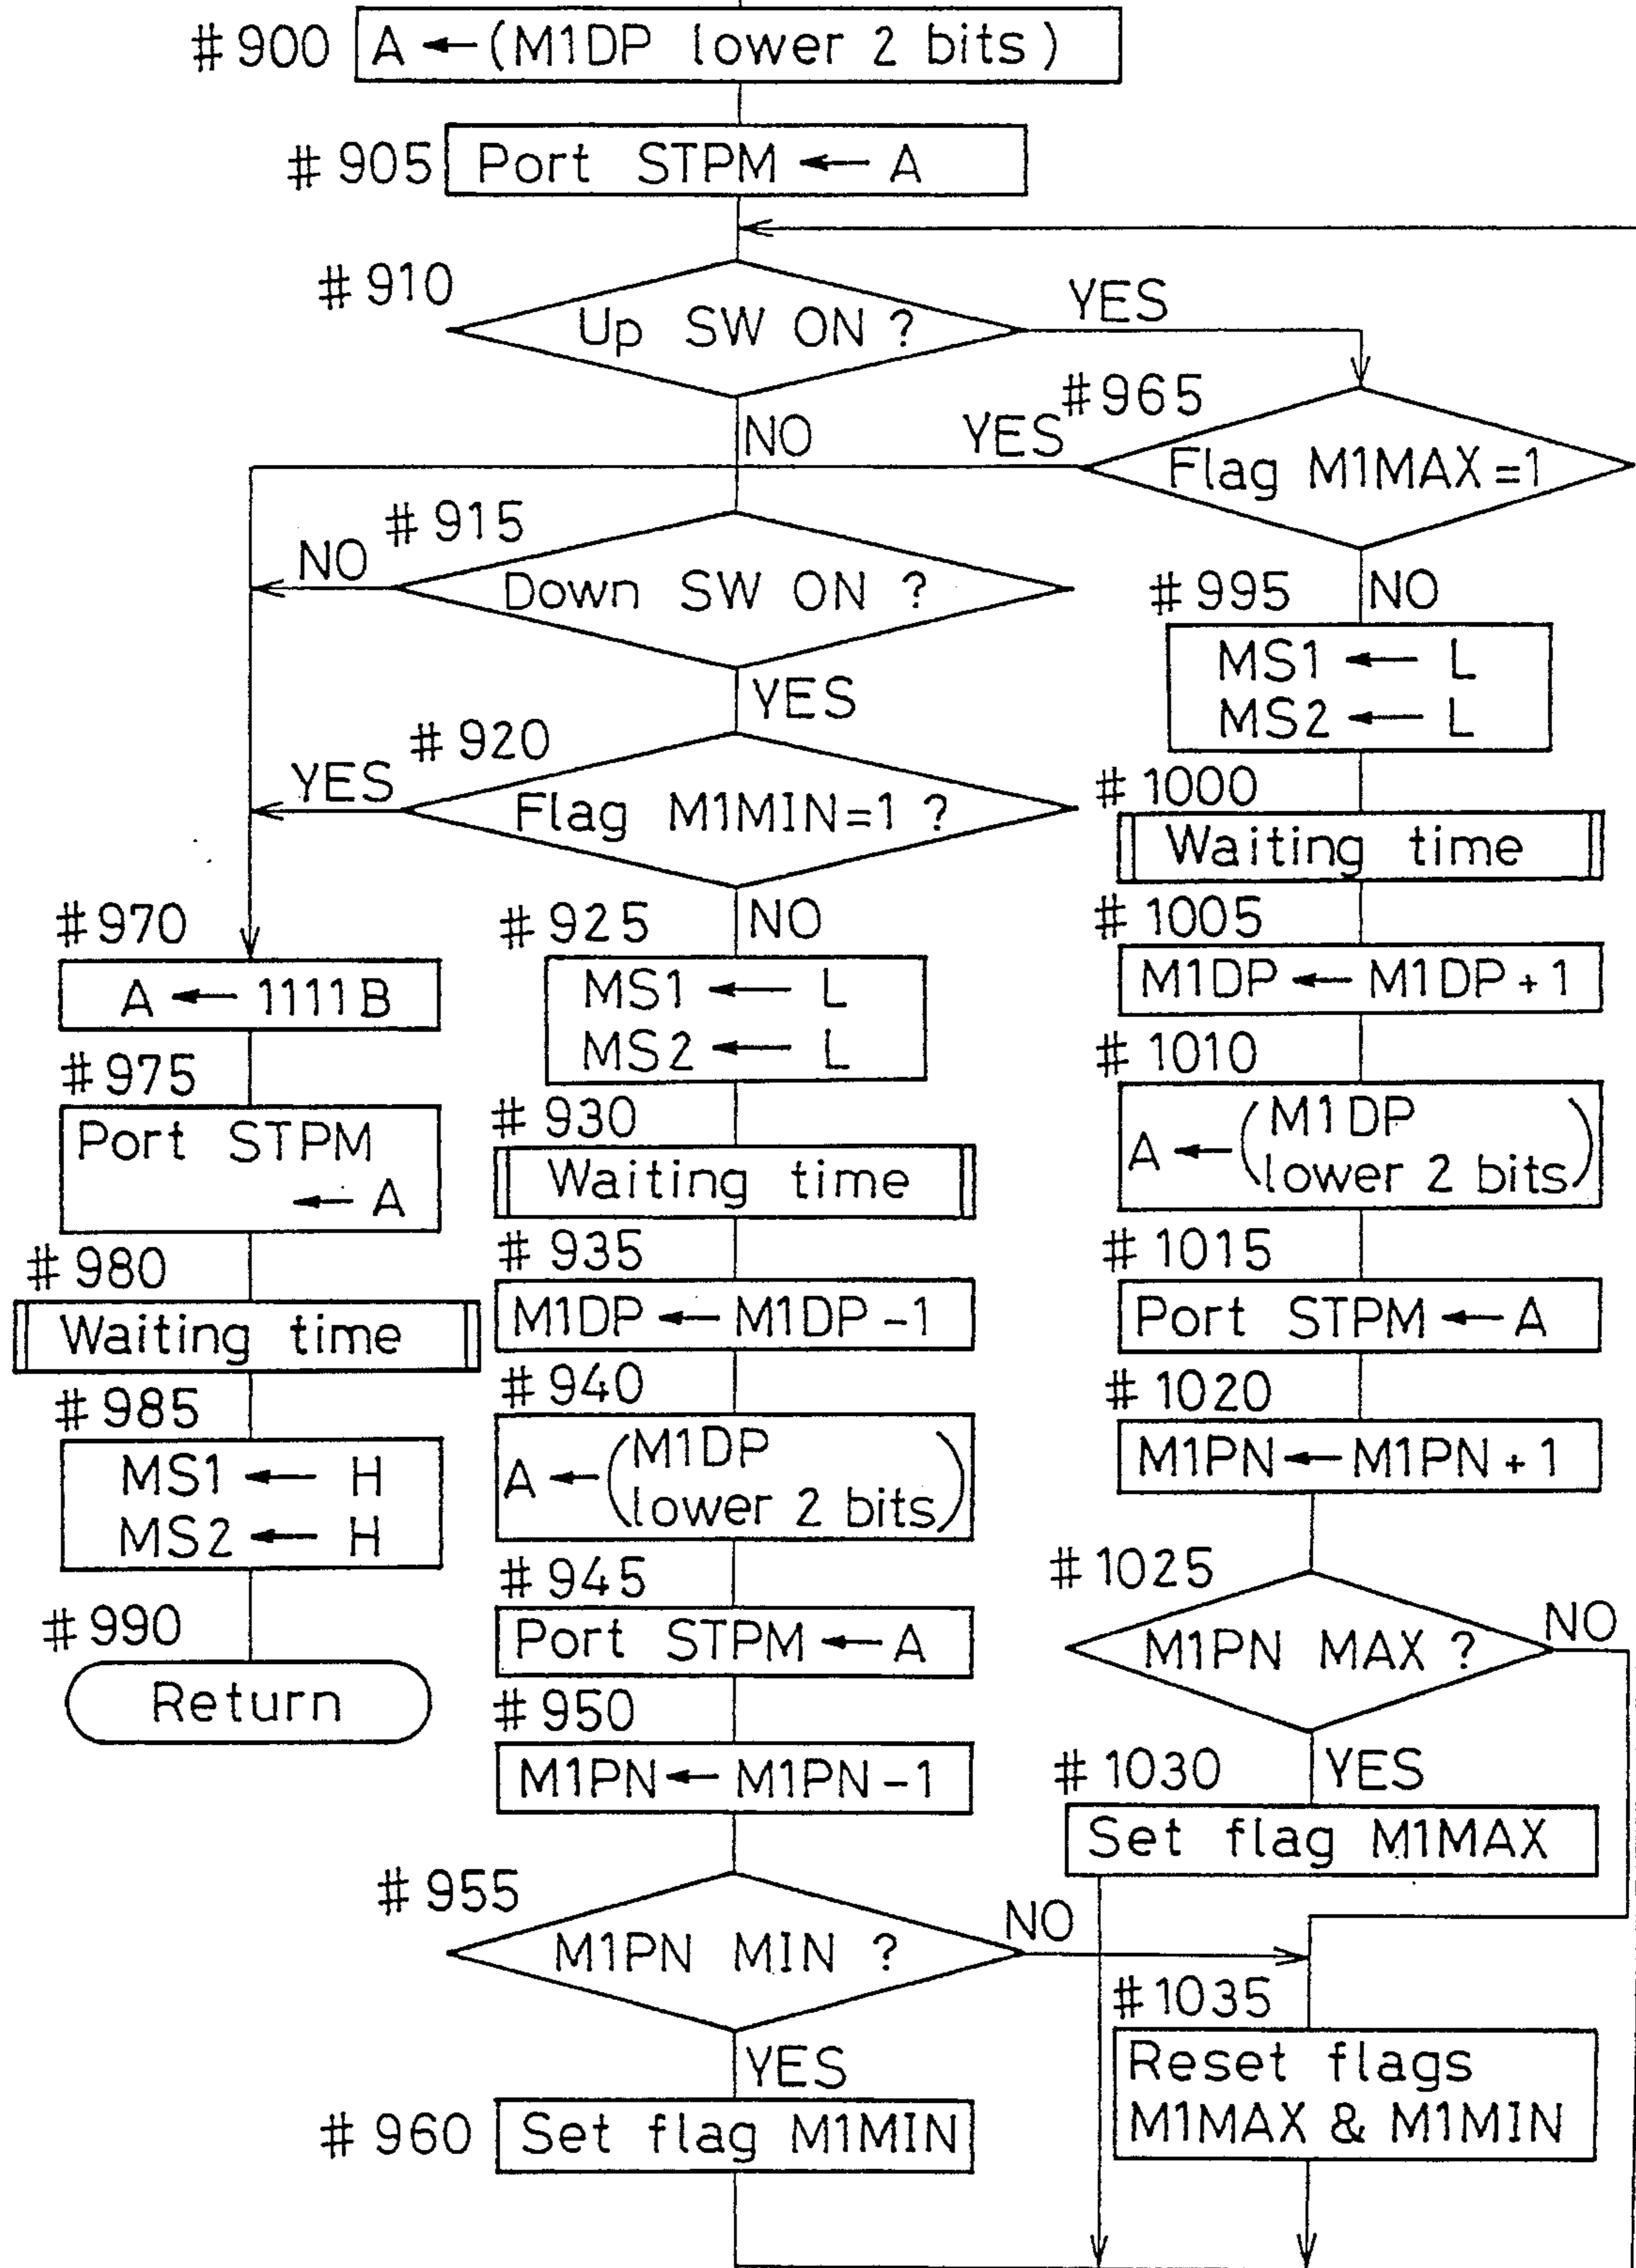 #900 A ← (M1DP lower 2 bits)
#905 Port STPM ← A
#910
Up SW ON ?
YES
NO
#965
YES
Flag M1MAX=1
#915
NO
Down SW ON ?
YES
#920
YES
Flag M1MIN=1 ?
NO
#970
A ← 1111B
#975
Port STPM
← A
#980
Waiting time
#985
MS1 ← H
MS2 ← H
#990
Return
#925
MS1 ← L
MS2 ← L
#930
Waiting time
#935
M1DP ← M1DP -1
#940
A ← (M1DP
lower 2 bits)
#945
Port STPM ← A
#950
M1PN ← M1PN -1
#955
M1PN MIN ?
NO
YES
#960 Set flag M1MIN
#995
NO
MS1 ← L
MS2 ← L
#1000
Waiting time
#1005
M1DP ← M1DP + 1
#1010
A ← (M1DP
lower 2 bits)
#1015
Port STPM ← A
#1020
M1PN ← M1PN + 1
#1025
M1PN MAX ?
NO
YES
#1030
Set flag M1MAX
#1035
Reset flags
M1MAX & M1MIN